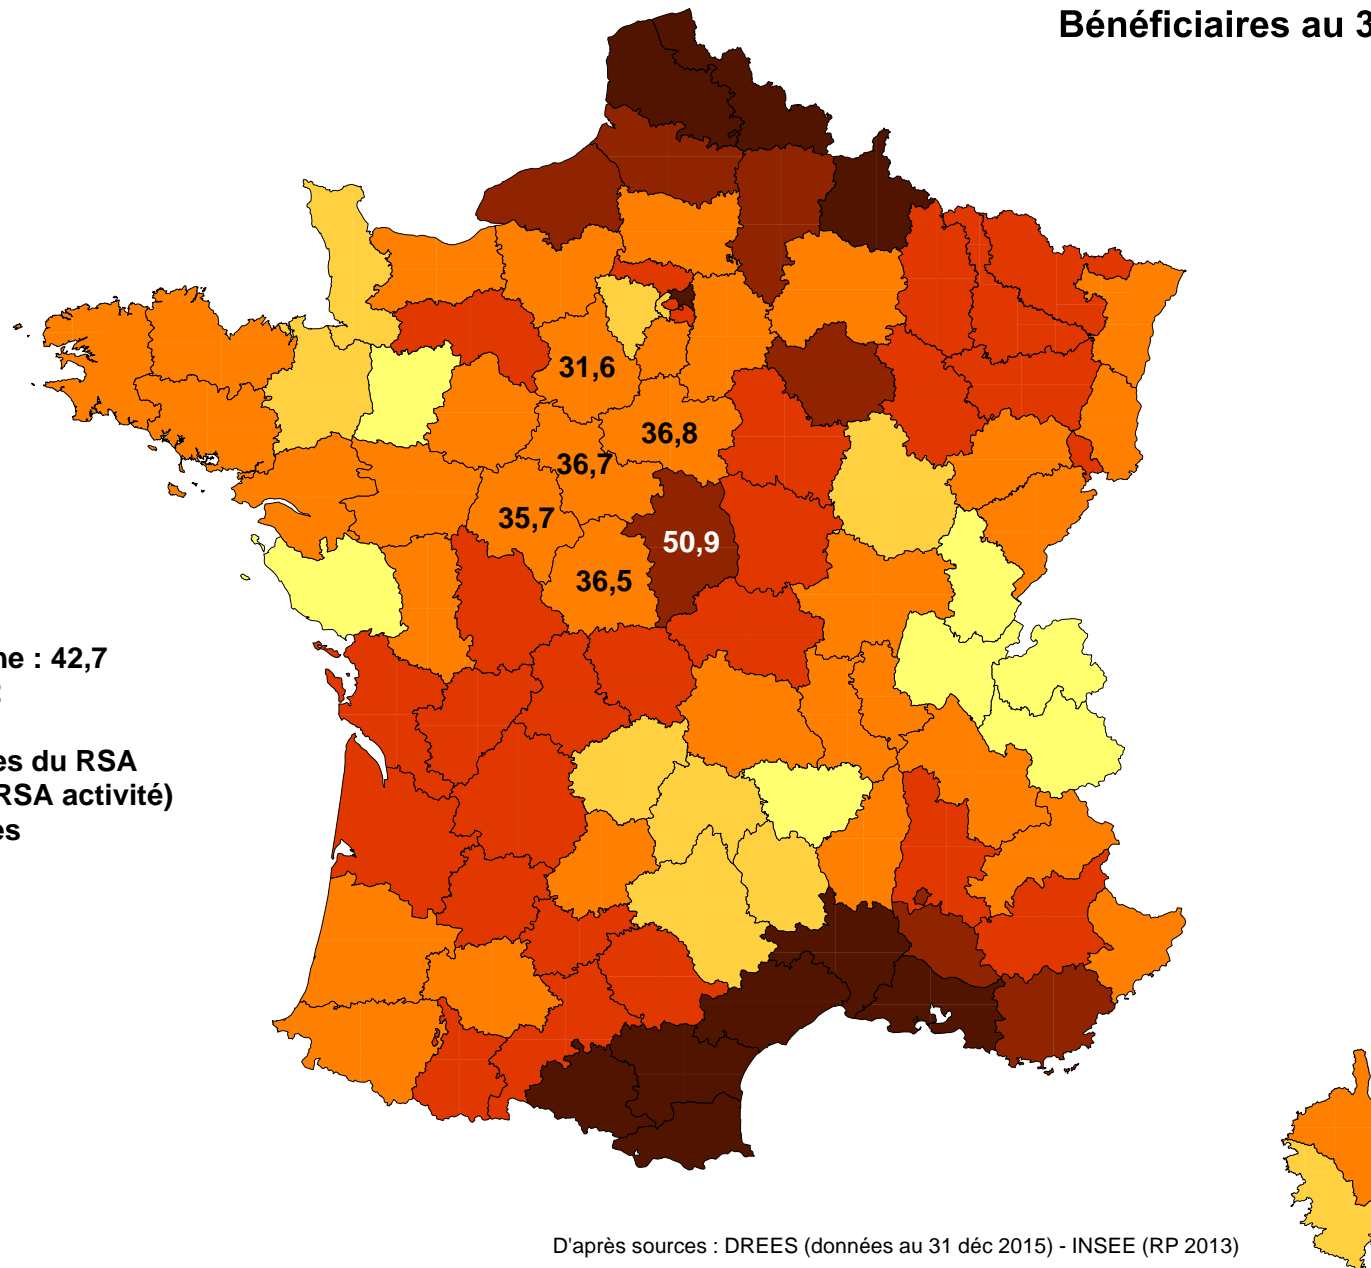 Bénéficiaires au 3
31,6
36,8
36,7
35,7
50,9
36,5
ne : 42,7
es du RSA
RSA activité)
es
D'après sources : DREES (données au 31 déc 2015) - INSEE (RP 2013)